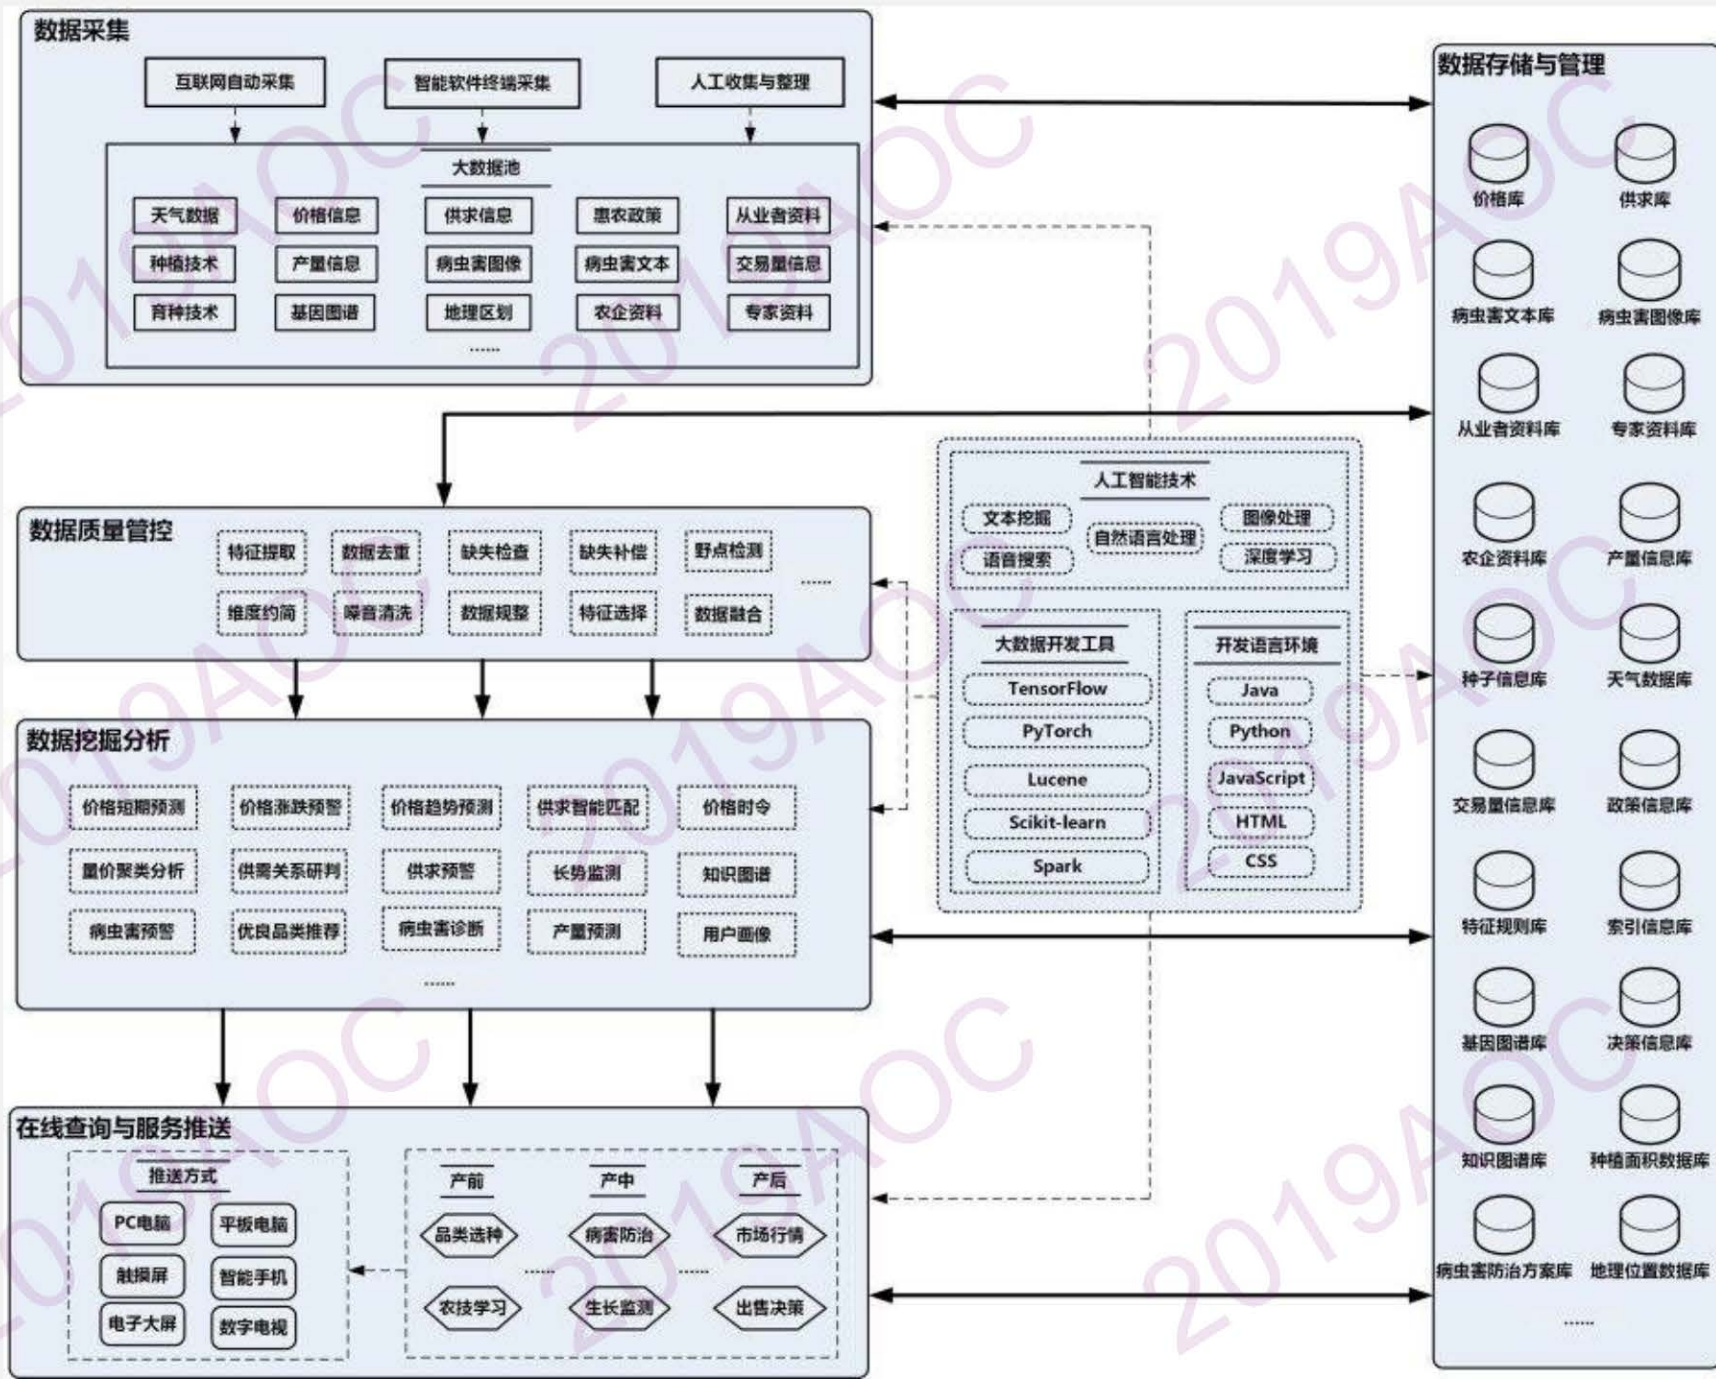 数据采集
互联网自动采集
智能软件终端采集
人工收集与整理
大数据池
天气数据
价格信息
供求信息
惠农政策
从业者资料
种植技术
产量信息
病虫害图像
病虫害文本
交易量信息
育种技术
基因图谱
地理区划
农企资料
专家资料
......
数据质量管控
特征提取
数据去重
缺失检查
缺失补偿
野点检测
......
维度约简
噪音清洗
数据规整
特征选择
数据融合
数据挖掘分析
价格短期预测
价格涨跌预警
价格趋势预测
供求智能匹配
价格时令
量价聚类分析
供需关系研判
供求预警
长势监测
知识图谱
病虫害预警
优良品类推荐
病虫害诊断
产量预测
用户画像
......
在线查询与服务推送
推送方式
PC电脑
平板电脑
触摸屏
智能手机
电子大屏
数字电视
产前
产中
产后
品类选种
病害防治
市场行情
......
......
农技学习
生长监测
出售决策
人工智能技术
文本挖掘
自然语言处理
图像处理
语音搜索
深度学习
大数据开发工具
TensorFlow
PyTorch
Lucene
Scikit-learn
Spark
开发语言环境
Java
Python
JavaScript
HTML
CSS
数据存储与管理
价格库
供求库
病虫害文本库
病虫害图像库
从业者资料库
专家资料库
农企资料库
产量信息库
种子信息库
天气数据库
交易量信息库
政策信息库
特征规则库
索引信息库
基因图谱库
决策信息库
知识图谱库
种植面积数据库
病虫害防治方案库
地理位置数据库
......
2019AOC
2019AOC
2019AOC
2019AOC
2019AOC
2019AOC
2019AOC
2019AOC
2019AOC